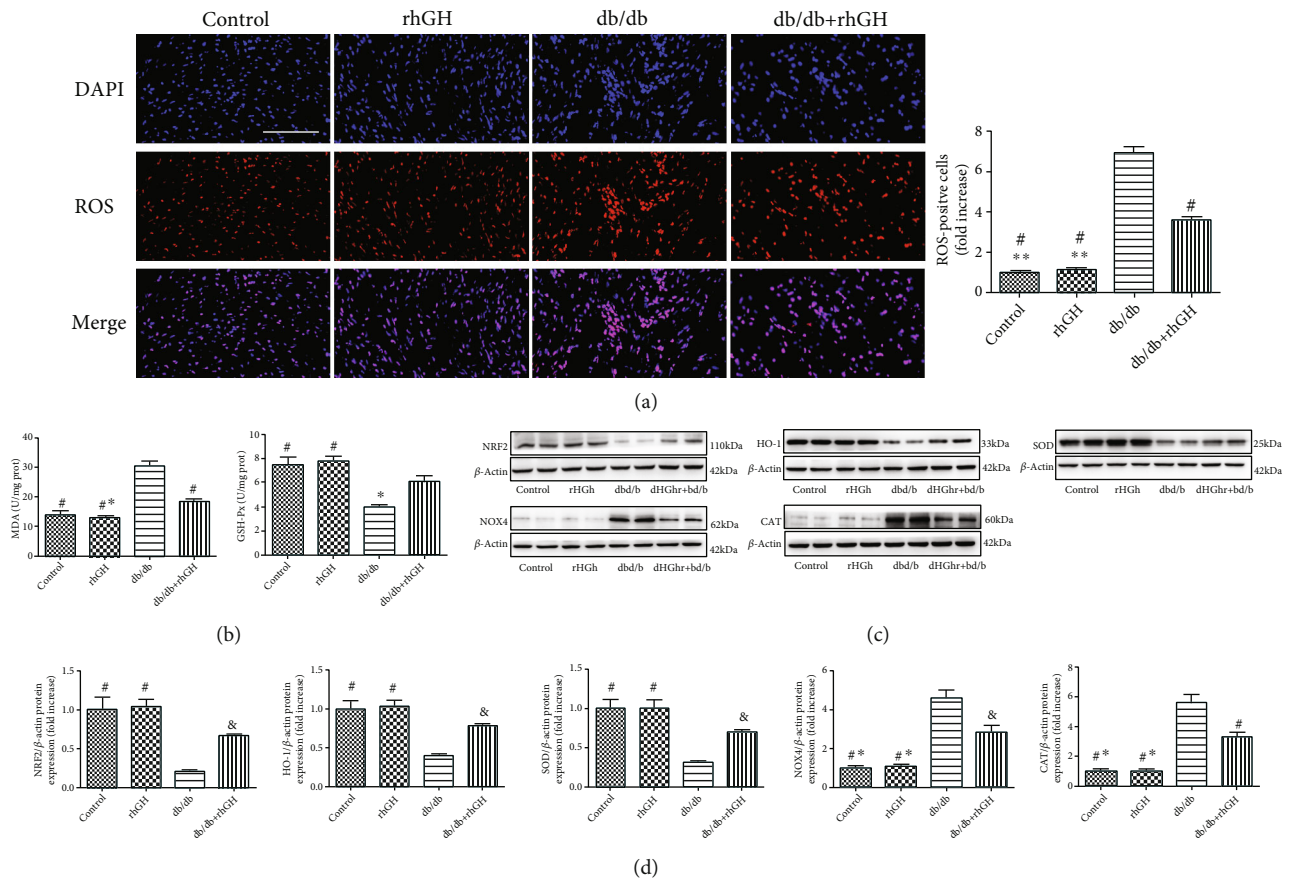 Control rhGH db/db db/db+rhGH
DAPI
ROS
Merge
ROS-positve cells
(fold increase)
8
6
4
2
0
#
**
#
**
#
Control
rhGH
db/db
db/db+rhGH
(a)
MDA (U/mg prot)
40
30
20
10
0
#
#*
#
Control
rhGH
db/db
db/db+rhGH
GSH-Px (U/mg prot)
10
8
6
4
2
0
#
#
*
Control
rhGH
db/db
db/db+rhGH
(b)
NRF2 110kDa
β-Actin 42kDa
Control rHGh dbd/b dHGhr+bd/b
HO-1 33kDa
β-Actin 42kDa
Control rHGh dbd/b dHGhr+bd/b
SOD 25kDa
β-Actin 42kDa
Control rHGh dbd/b dHGhr+bd/b
NOX4 62kDa
β-Actin 42kDa
Control rHGh dbd/b dHGhr+bd/b
CAT 60kDa
β-Actin 42kDa
Control rHGh dbd/b dHGhr+bd/b
(c)
NRF2/β-actin protein
expression (fold increase)
1.5
1.0
0.5
0.0
#
#
&
Control
rhGH
db/db
db/db+rhGH
HO-1/β-actin protein
expression (fold increase)
1.5
1.0
0.5
0.0
#
#
&
Control
rhGH
db/db
db/db+rhGH
SOD/β-actin protein
expression (fold increase)
1.5
1.0
0.5
0.0
#
#
&
Control
rhGH
db/db
db/db+rhGH
NOX4/β-actin protein
expression (fold increase)
6
4
2
0
#*
#*
&
Control
rhGH
db/db
db/db+rhGH
CAT/β-actin protein
expression (fold increase)
8
6
4
2
0
#*
#*
#
Control
rhGH
db/db
db/db+rhGH
(d)